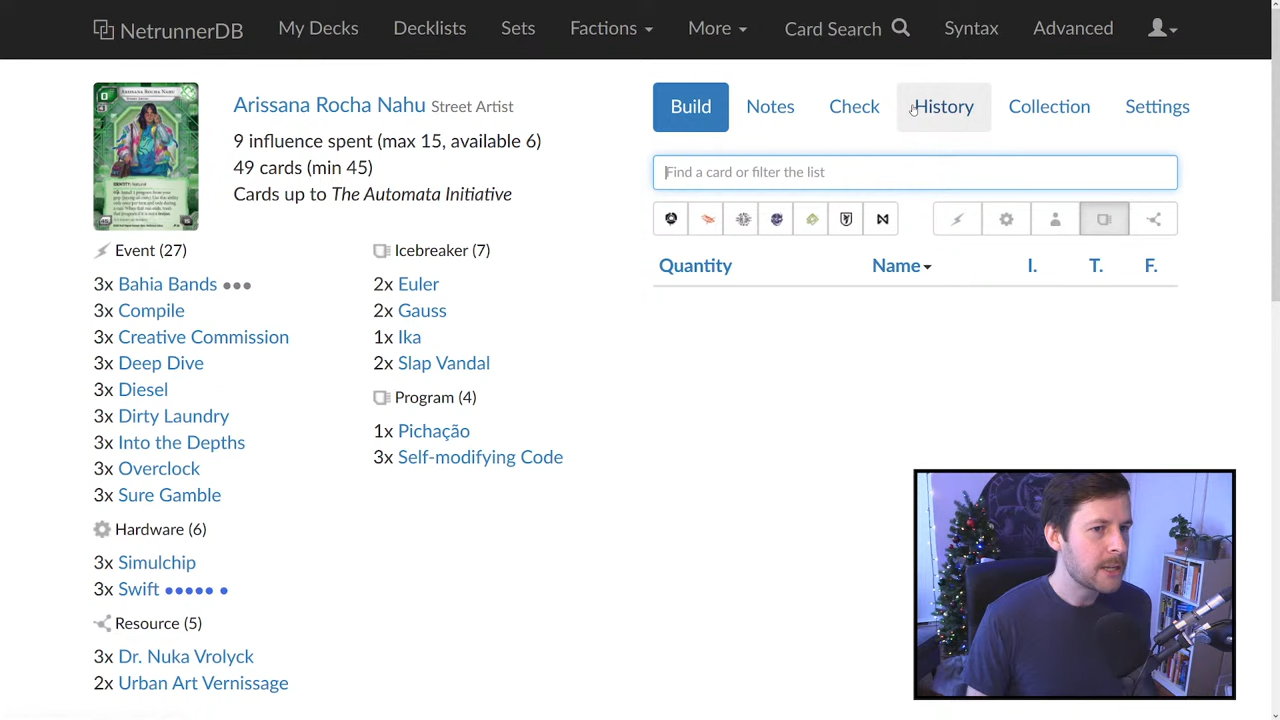 NetrunnerDB My Decks Decklists Sets Factions More Card Search Syntax Advanced
Arissana Rocha Nahu Street Artist
9 influence spent (max 15, available 6)
49 cards (min 45)
Cards up to The Automata Initiative
Event (27)
3x Bahia Bands
3x Compile
3x Creative Commission
3x Deep Dive
3x Diesel
3x Dirty Laundry
3x Into the Depths
3x Overclock
3x Sure Gamble
Hardware (6)
3x Simulchip
3x Swift
Resource (5)
3x Dr. Nuka Vrolyck
2x Urban Art Vernissage
Icebreaker (7)
2x Euler
2x Gauss
1x Ika
2x Slap Vandal
Program (4)
1x Pichação
3x Self-modifying Code
Build Notes Check History Collection Settings
Find a card or filter the list
Quantity Name I. T. F.